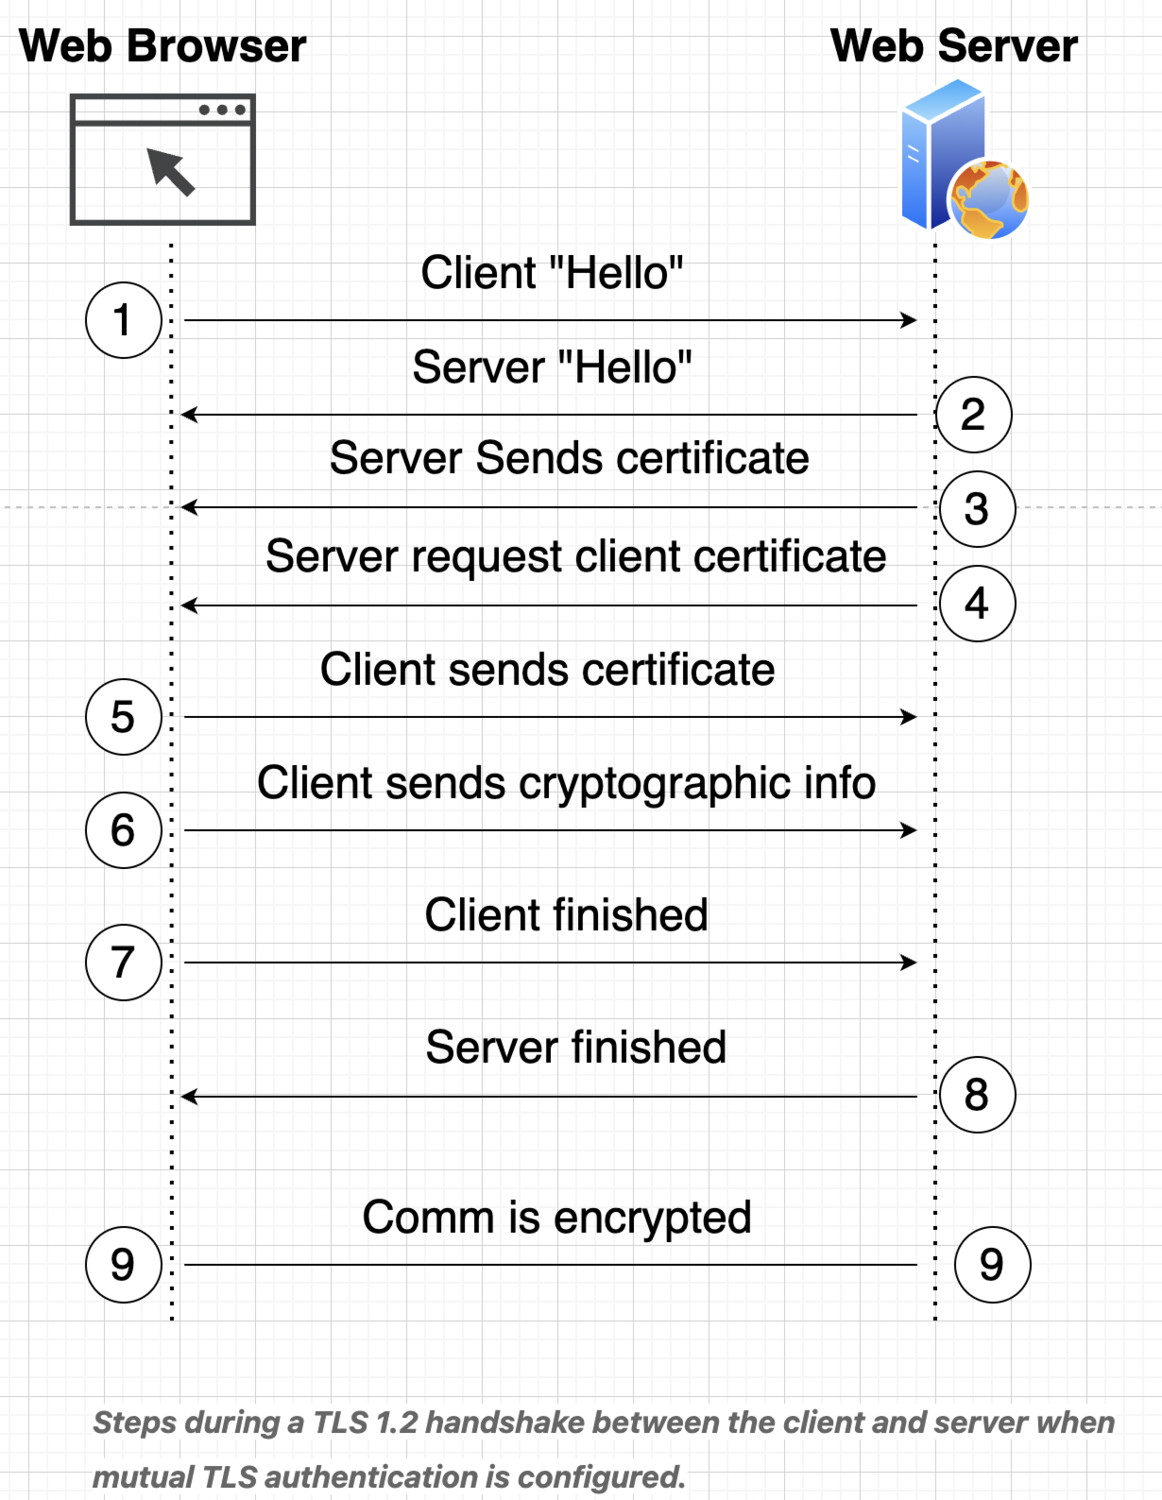 Web Browser
Web Server
Client "Hello"
1
Server "Hello"
2
Server Sends certificate
3
Server request client certificate
4
Client sends certificate
5
Client sends cryptographic info
6
Client finished
7
Server finished
8
Comm is encrypted
9
9
Steps during a TLS 1.2 handshake between the client and server when
mutual TLS authentication is configured.